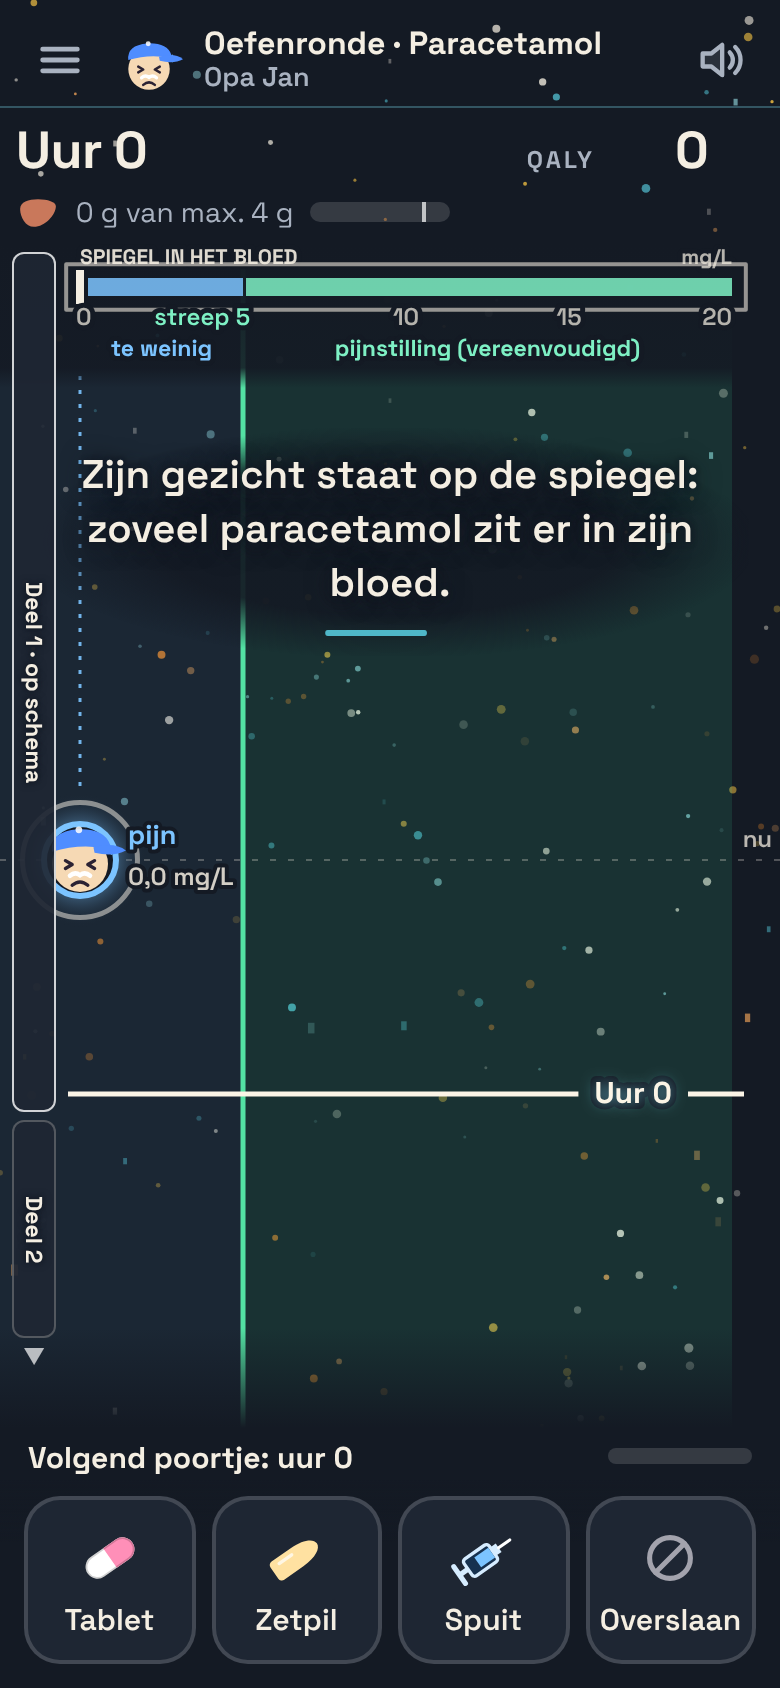 Oefenronde · Paracetamol
Opa Jan
Uur 0
QALY 0
0 g van max. 4 g
SPIEGEL IN HET BLOED mg/L
0 streep 5 10 15 20
te weinig pijnstilling (vereenvoudigd)
Zijn gezicht staat op de spiegel:
zoveel paracetamol zit er in zijn
bloed.
Deel 1 · op schema
pijn
0,0 mg/L
nu
Uur 0
Deel 2
Volgend poortje: uur 0
Tablet Zetpil Spuit Overslaan